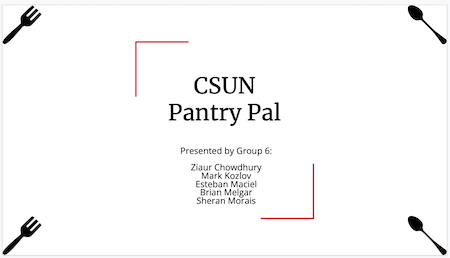 CSUN
Pantry Pal
Presented by Group 6:
Ziaur Chowdhury
Mark Kozlov
Esteban Maciel
Brian Melgar
Sheran Morais